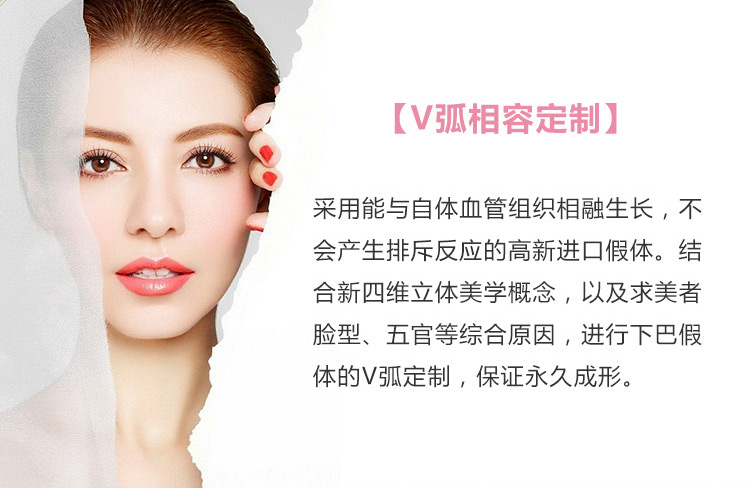 【V弧相容定制】
采用能与自体血管组织相融生长，不
会产生排斥反应的高新进口假体。结
合新四维立体美学概念，以及求美者
脸型、五官等综合原因，进行下巴假
体的V弧定制，保证永久成形。